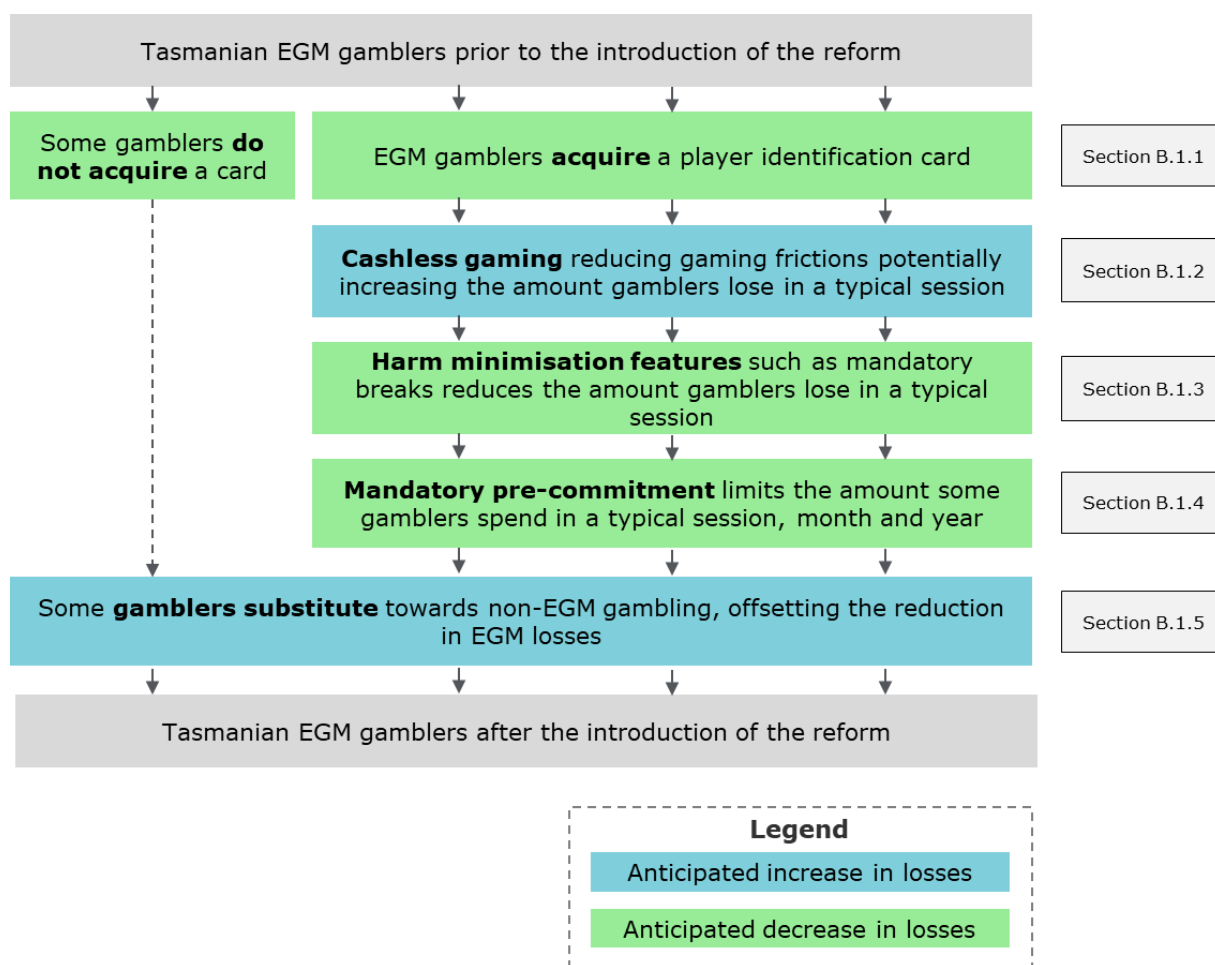 Tasmanian EGM gamblers prior to the introduction of the reform
Some gamblers do
not acquire a card
EGM gamblers acquire a player identification card
Section B.1.1
Cashless gaming reducing gaming frictions potentially
increasing the amount gamblers lose in a typical session
Section B.1.2
Harm minimisation features such as mandatory
breaks reduces the amount gamblers lose in a typical
session
Section B.1.3
Mandatory pre-commitment limits the amount some
gamblers spend in a typical session, month and year
Section B.1.4
Some gamblers substitute towards non-EGM gambling, offsetting the reduction
in EGM losses
Section B.1.5
Tasmanian EGM gamblers after the introduction of the reform
Legend
Anticipated increase in losses
Anticipated decrease in losses